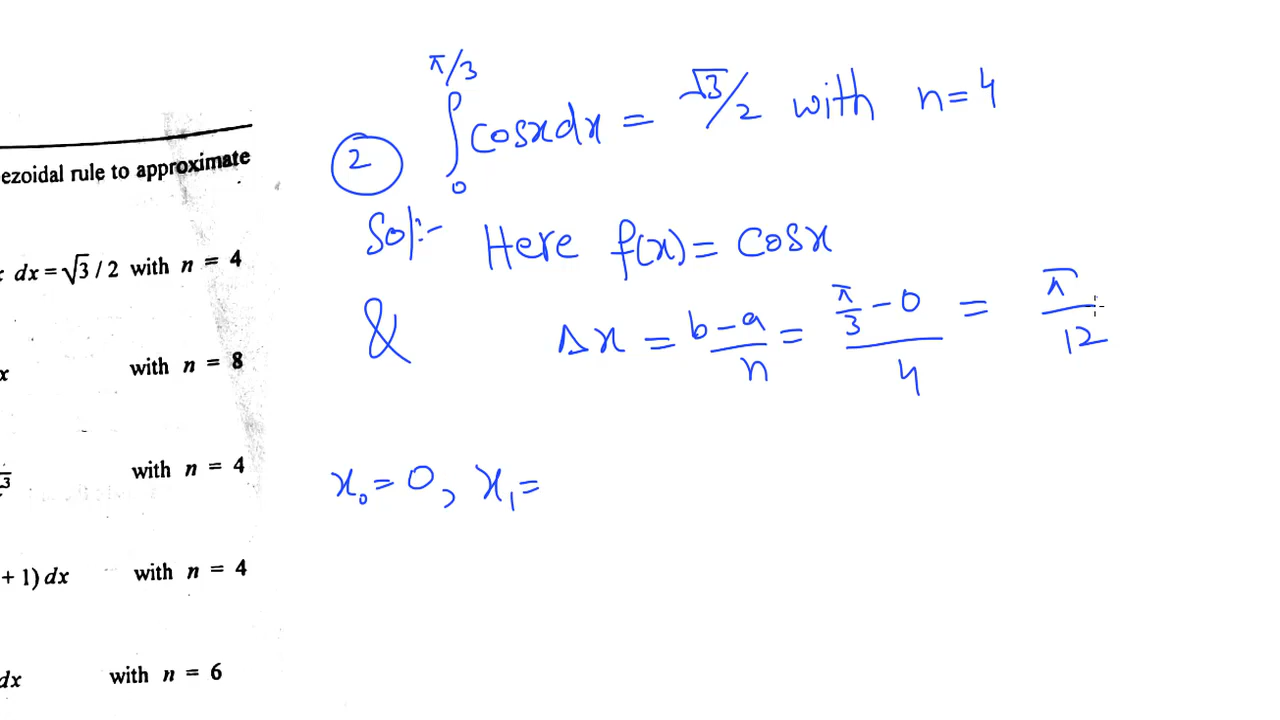 ezoidal rule to approximate
dx = √3 / 2 with n = 4
x with n = 8
√3 with n = 4
+ 1) dx with n = 4
dx with n = 6
② ∫₀^π/3 cosx dx = √3/2 with n=4
Sol:- Here f(x) = cosx
& Δx = b-a/n = π/3 - 0/4 = π/12
x₀ = 0, x₁ =